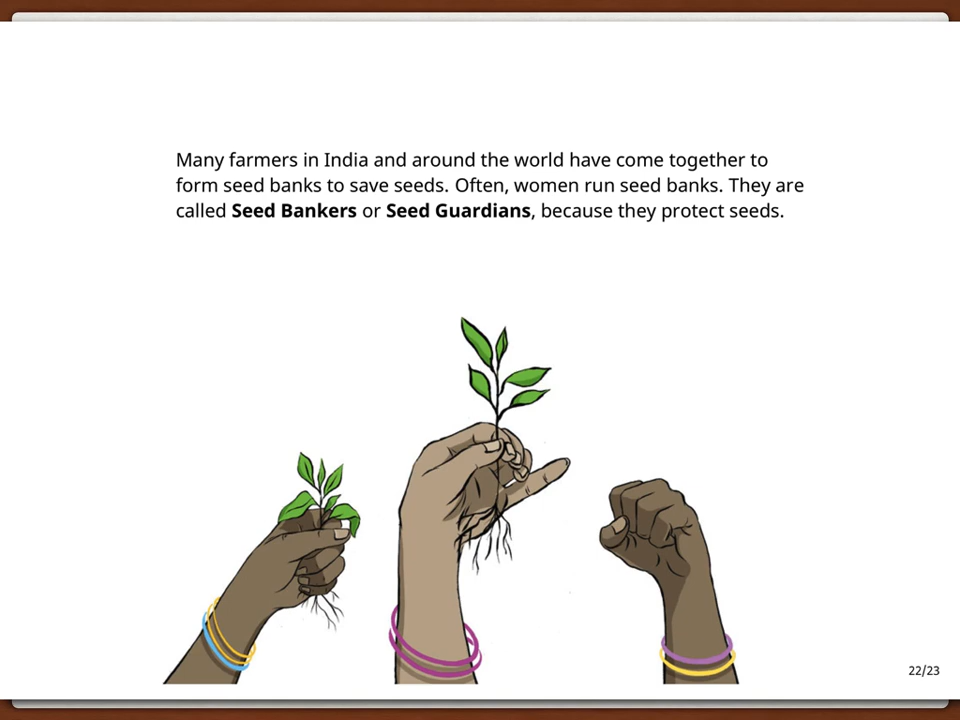 Many farmers in India and around the world have come together to
form seed banks to save seeds. Often, women run seed banks. They are
called Seed Bankers or Seed Guardians, because they protect seeds.
22/23